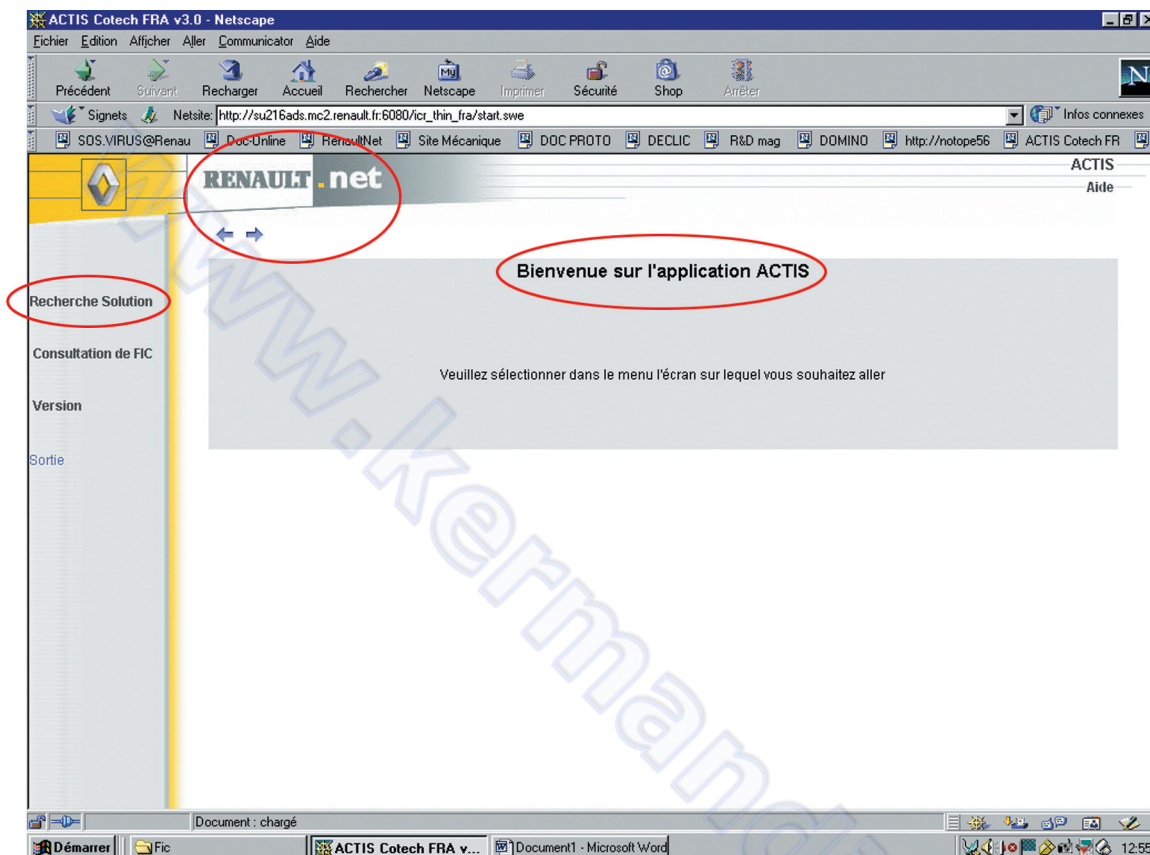 ACTIS Cotech FRA v3.0 - Netscape
Fichier Edition Afficher Aller Communicator Aide
Précédent Suivant Recharger Accueil Rechercher Netscape Imprimer Sécurité Shop Arrêter
My
N
Signets Netsite: http://su216ads.mc2.renault.fr:6080/icr_thin_fra/start.swe Infos connexes
SOS.VIRUS@Renau Doc-Online RenaultNet Site Mécanique DOC PROTO DECLIC R&D mag DOMINO http://notope56 ACTIS Cotech FR
RENAULT.net
ACTIS
Aide
Bienvenue sur l'application ACTIS
Recherche Solution
Consultation de FIC
Veuillez sélectionner dans le menu l'écran sur lequel vous souhaitez aller
Version
Sortie
Document : chargé
Démarrer Fic ACTIS Cotech FRA v... Document1 - Microsoft Word 12:55